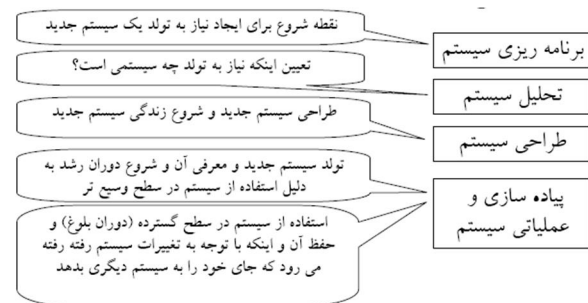 نقطه شروع برای ایجاد نیاز به تولد یک سیستم جدید
برنامه ریزی سیستم
تعیین اینکه نیاز به تولد چه سیستمی است؟
تحلیل سیستم
طراحی سیستم جدید و شروع زندگی سیستم جدید
طراحی سیستم
تولد سیستم جدید و معرفی آن و شروع دوران رشد به
دلیل استفاده از سیستم در سطح وسیع تر
پیاده سازی و
عملیاتی سیستم
استفاده از سیستم در سطح گسترده (دوران بلوغ) و
حفظ آن و اینکه با توجه به تغییرات سیستم رفته رفته
می رود که جای خود را به سیستم دیگری بدهد